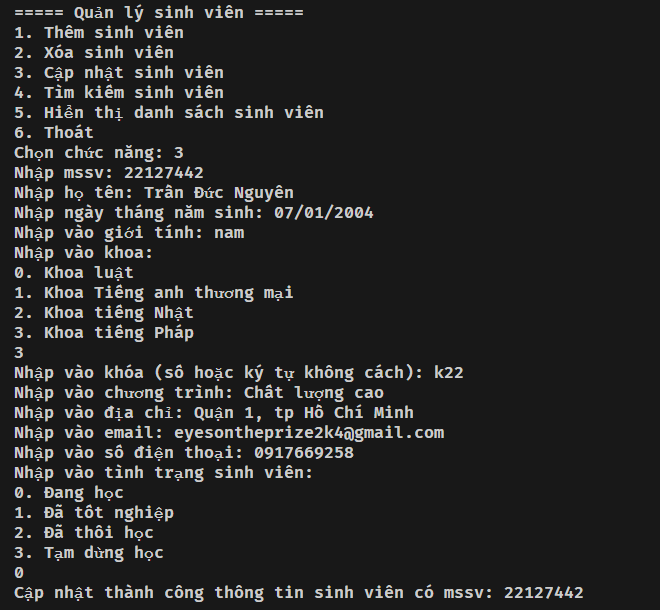 ===== Quản lý sinh viên =====
1. Thêm sinh viên
2. Xóa sinh viên
3. Cập nhật sinh viên
4. Tìm kiếm sinh viên
5. Hiển thị danh sách sinh viên
6. Thoát
Chọn chức năng: 3
Nhập mssv: 22127442
Nhập họ tên: Trần Đức Nguyên
Nhập ngày tháng năm sinh: 07/01/2004
Nhập vào giới tính: nam
Nhập vào khoa:
0. Khoa luật
1. Khoa Tiếng anh thương mại
2. Khoa tiếng Nhật
3. Khoa tiếng Pháp
3
Nhập vào khóa (số hoặc ký tự không cách): k22
Nhập vào chương trình: Chất lượng cao
Nhập vào địa chỉ: Quận 1, tp Hồ Chí Minh
Nhập vào email: eyesontheprize2k4@gmail.com
Nhập vào số điện thoại: 0917669258
Nhập vào tình trạng sinh viên:
0. Đang học
1. Đã tốt nghiệp
2. Đã thôi học
3. Tạm dừng học
0
Cập nhật thành công thông tin sinh viên có mssv: 22127442